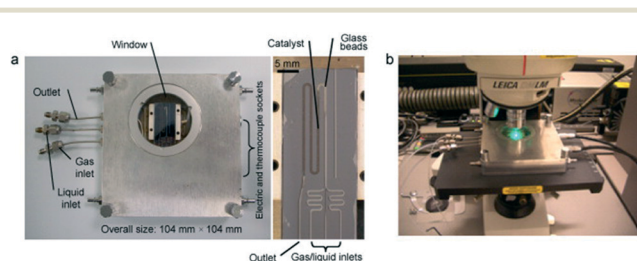 a
Window
Outlet
Gas
inlet
Liquid
inlet
Electric and thermocouple sockets
Overall size: 104 mm × 104 mm
Catalyst
Glass
beads
5 mm
Outlet
Gas/liquid inlets
b
LEICA